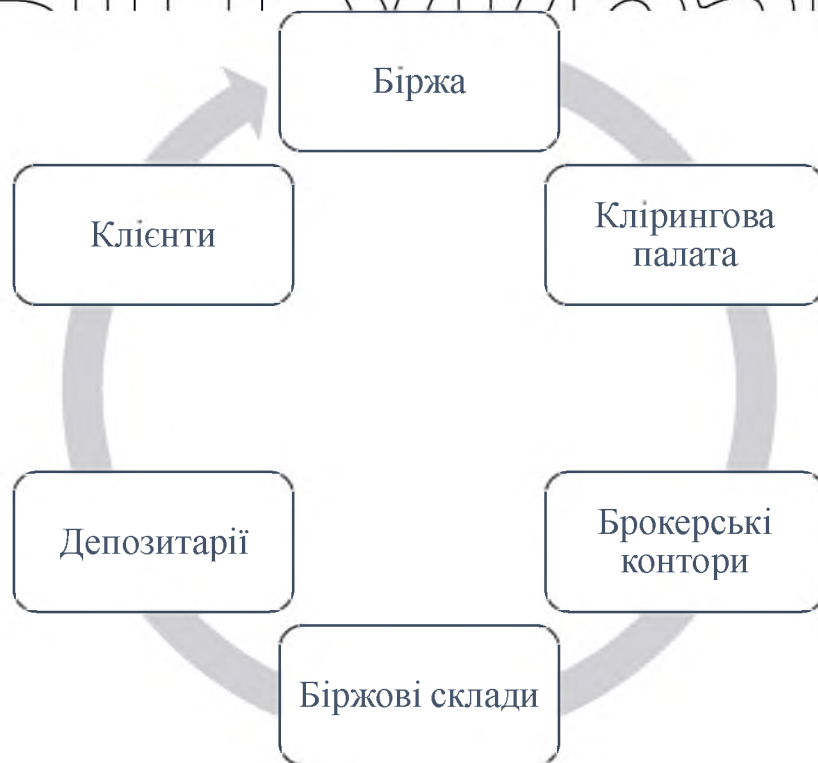 Біржа
Клірингова
палата
Брокерські
контори
Біржові склади
Депозитарії
Клієнти